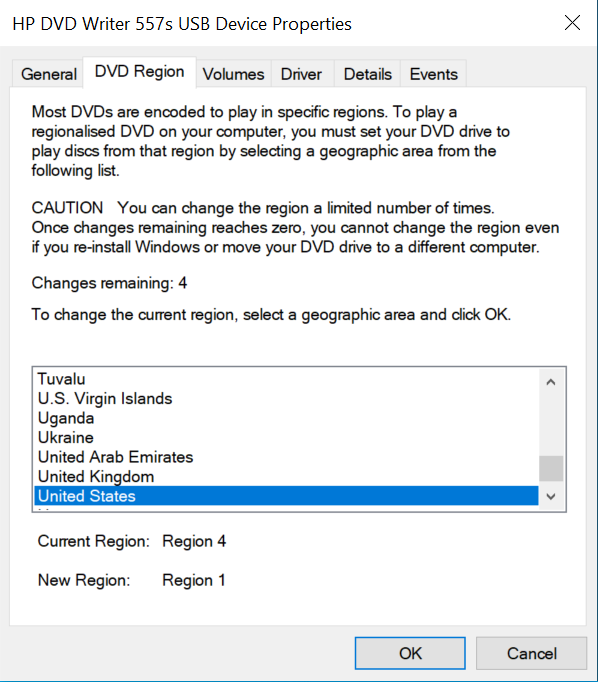 HP DVD Writer 557s USB Device Properties
General DVD Region Volumes Driver Details Events
Most DVDs are encoded to play in specific regions. To play a
regionalised DVD on your computer, you must set your DVD drive to
play discs from that region by selecting a geographic area from the
following list.
CAUTION You can change the region a limited number of times.
Once changes remaining reaches zero, you cannot change the region even
if you re-install Windows or move your DVD drive to a different computer.
Changes remaining: 4
To change the current region, select a geographic area and click OK.
Tuvalu
U.S. Virgin Islands
Uganda
Ukraine
United Arab Emirates
United Kingdom
United States
Current Region: Region 4
New Region: Region 1
OK Cancel